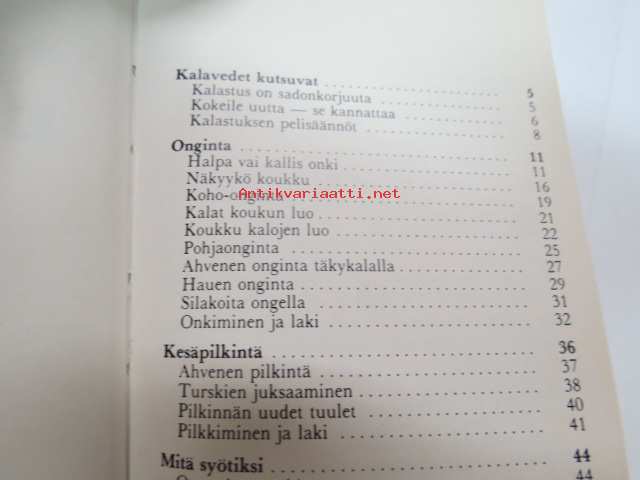 Kalavedet kutsuvat . . . . . . . . . . . . . . . . . . . . 5
Kalastus on sadonkorjuuta . . . . . . . . . . . . . . 5
Kokeile uutta — se kannattaa . . . . . . . . . . . . 6
Kalastuksen pelisäännöt . . . . . . . . . . . . . . . . 8
Onginta . . . . . . . . . . . . . . . . . . . . . . . . . . . . 11
Halpa vai kallis onki . . . . . . . . . . . . . . . . . . 11
Näkyykö koukku . . . . . . . . . . . . . . . . . . . . . 16
Koho-onginta . . . . . . . . . . . . . . . . . . . . . . . 19
Antikvariaatti.net
Kalat koukun luo . . . . . . . . . . . . . . . . . . . . . 21
Koukku kalojen luo . . . . . . . . . . . . . . . . . . . 22
Pohjaonginta . . . . . . . . . . . . . . . . . . . . . . . . 25
Ahvenen onginta täkykalalla . . . . . . . . . . . . . 27
Hauen onginta . . . . . . . . . . . . . . . . . . . . . . . 29
Silakoita ongella . . . . . . . . . . . . . . . . . . . . . 31
Onkiminen ja laki . . . . . . . . . . . . . . . . . . . . 32
Kesäpilkintä . . . . . . . . . . . . . . . . . . . . . . . . 36
Ahvenen pilkintä . . . . . . . . . . . . . . . . . . . . . 37
Turskien juksaaminen . . . . . . . . . . . . . . . . . . 38
Pilkinnän uudet tuulet . . . . . . . . . . . . . . . . . 40
Pilkkiminen ja laki . . . . . . . . . . . . . . . . . . . 41
Mitä syötiksi . . . . . . . . . . . . . . . . . . . . . . . . 44
44